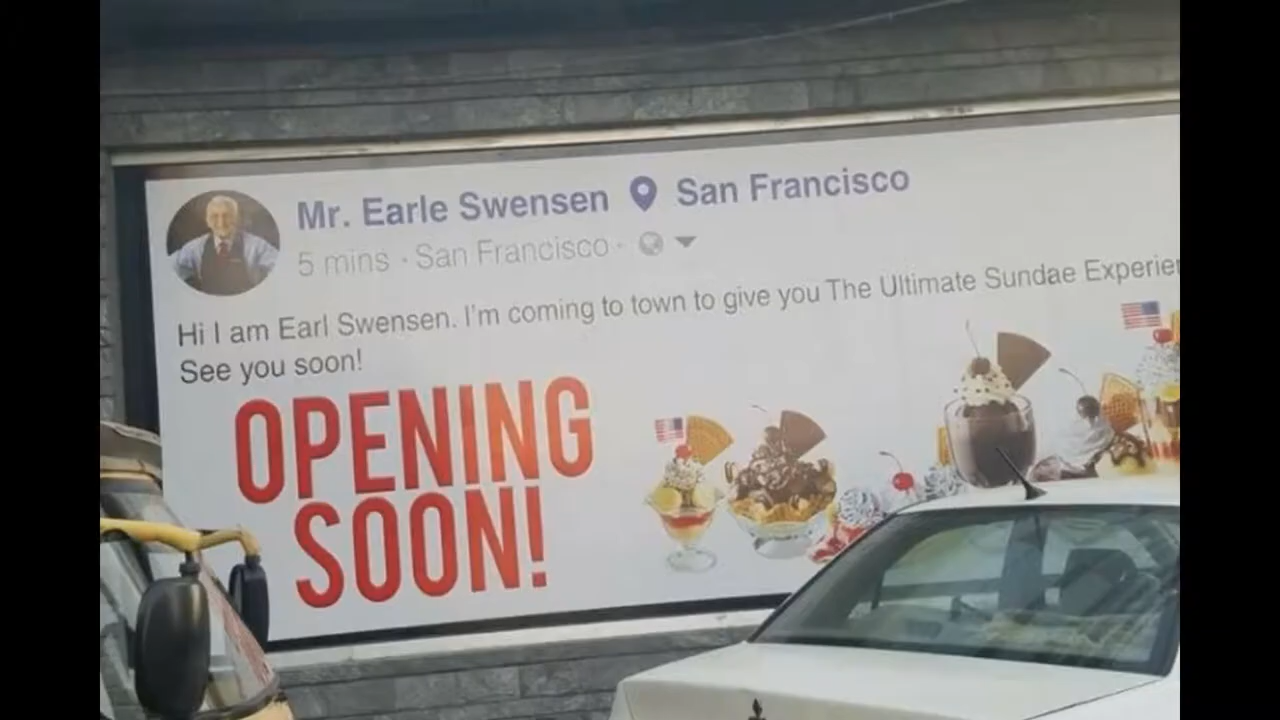 Mr. Earle Swensen San Francisco
5 mins · San Francisco ·
Hi I am Earl Swensen. I'm coming to town to give you The Ultimate Sundae
See you soon!
OPENING
SOON!